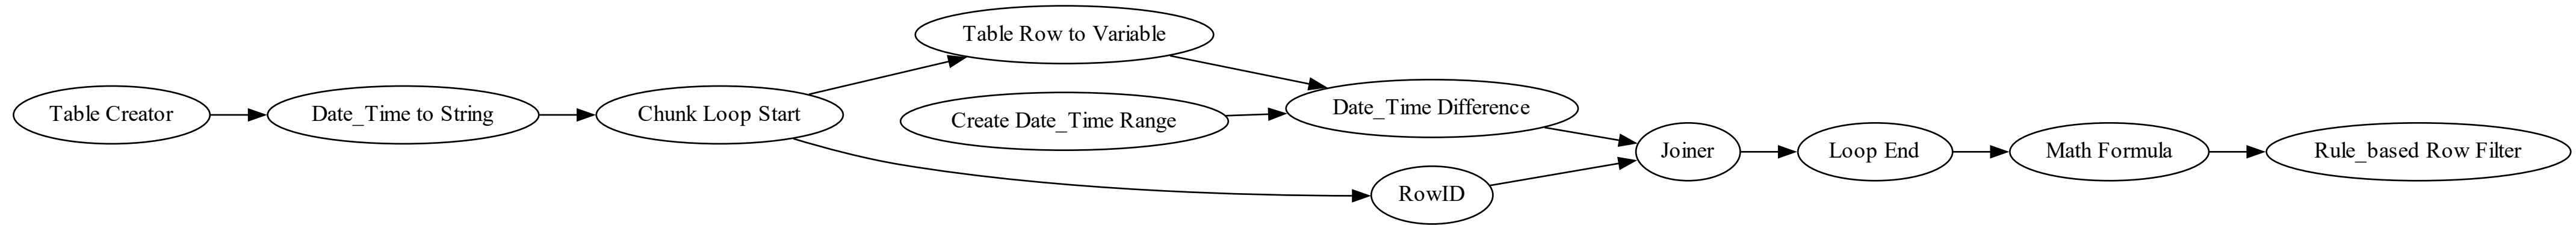 Table Creator
Date_Time to String
Chunk Loop Start
Table Row to Variable
Create Date_Time Range
Date_Time Difference
RowID
Joiner
Loop End
Math Formula
Rule_based Row Filter